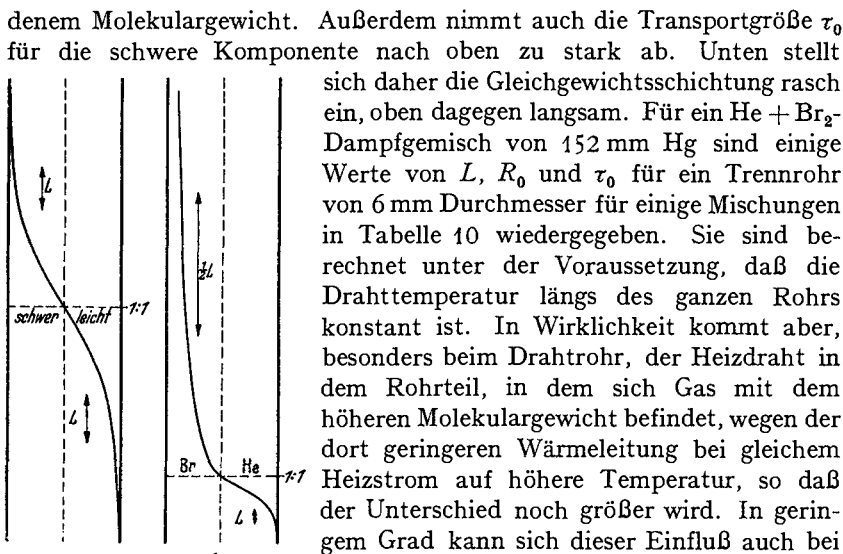 denem Molekulargewicht. Außerdem nimmt auch die Transportgröße τ₀
für die schwere Komponente nach oben zu stark ab. Unten stellt
sich daher die Gleichgewichtsschichtung rasch
ein, oben dagegen langsam. Für ein He + Br₂-
Dampfgemisch von 152 mm Hg sind einige
Werte von L, R₀ und τ₀ für ein Trennrohr
von 6 mm Durchmesser für einige Mischungen
in Tabelle 10 wiedergegeben. Sie sind be-
rechnet unter der Voraussetzung, daß die
Drahttemperatur längs des ganzen Rohrs
konstant ist. In Wirklichkeit kommt aber,
besonders beim Drahtrohr, der Heizdraht in
dem Rohrteil, in dem sich Gas mit dem
höheren Molekulargewicht befindet, wegen der
dort geringeren Wärmeleitung bei gleichem
Heizstrom auf höhere Temperatur, so daß
der Unterschied noch größer wird. In gerin-
gem Grad kann sich dieser Einfluß auch bei
L
schwer leicht 1:1
L
½L
Br He 1:1
L